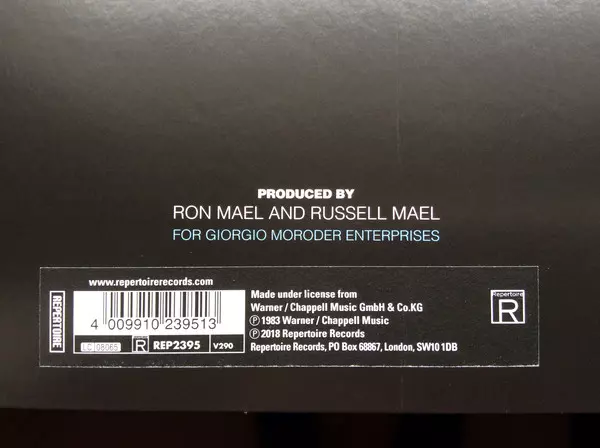 PRODUCED BY
RON MAEL AND RUSSELL MAEL
FOR GIORGIO MORODER ENTERPRISES
REPERTOIRE
www.repertoirerecords.com
4 009910 239513
LC 08065
R
REP2395
V290
Made under license from
Warner / Chappell Music GmbH & Co.KG
Ⓟ 1983 Warner / Chappell Music
© 2018 Repertoire Records
Repertoire Records, PO Box 68867, London, SW10 1DB
Repertoire
R